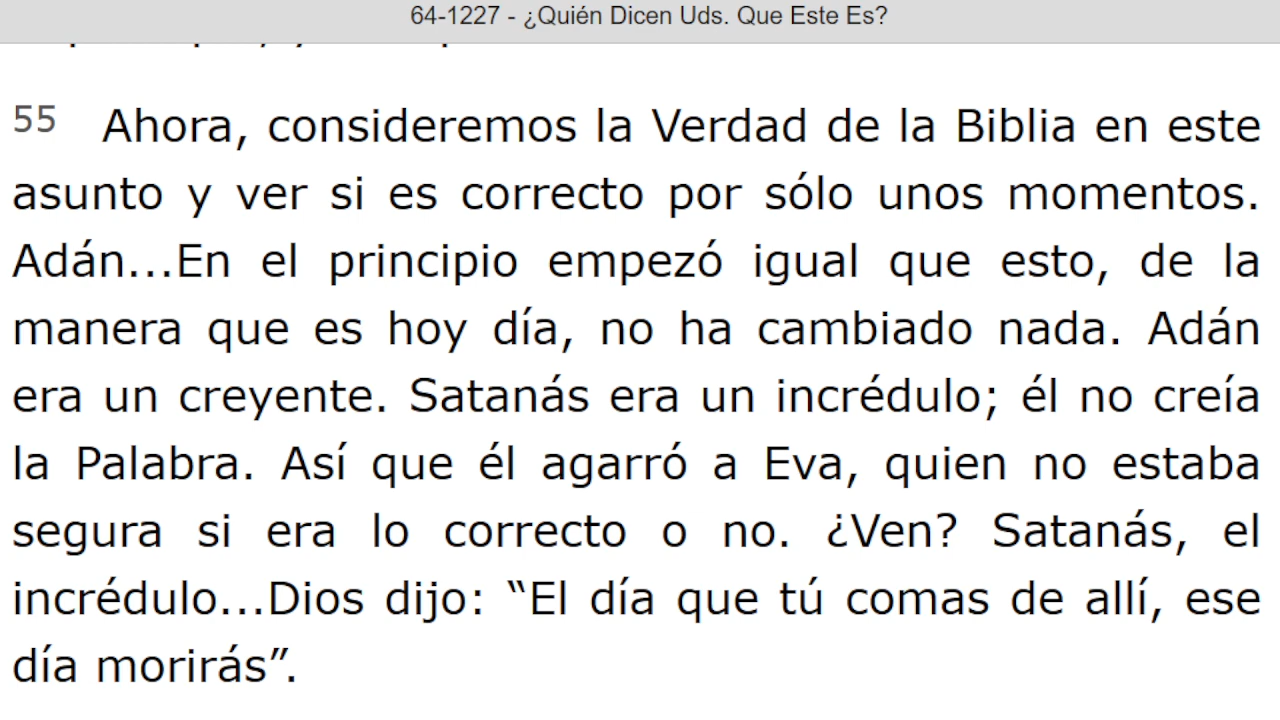 64-1227 - ¿Quién Dicen Uds. Que Este Es?
55 Ahora, consideremos la Verdad de la Biblia en este
asunto y ver si es correcto por sólo unos momentos.
Adán...En el principio empezó igual que esto, de la
manera que es hoy día, no ha cambiado nada. Adán
era un creyente. Satanás era un incrédulo; él no creía
la Palabra. Así que él agarró a Eva, quien no estaba
segura si era lo correcto o no. ¿Ven? Satanás, el
incrédulo...Dios dijo: “El día que tú comas de allí, ese
día morirás”.